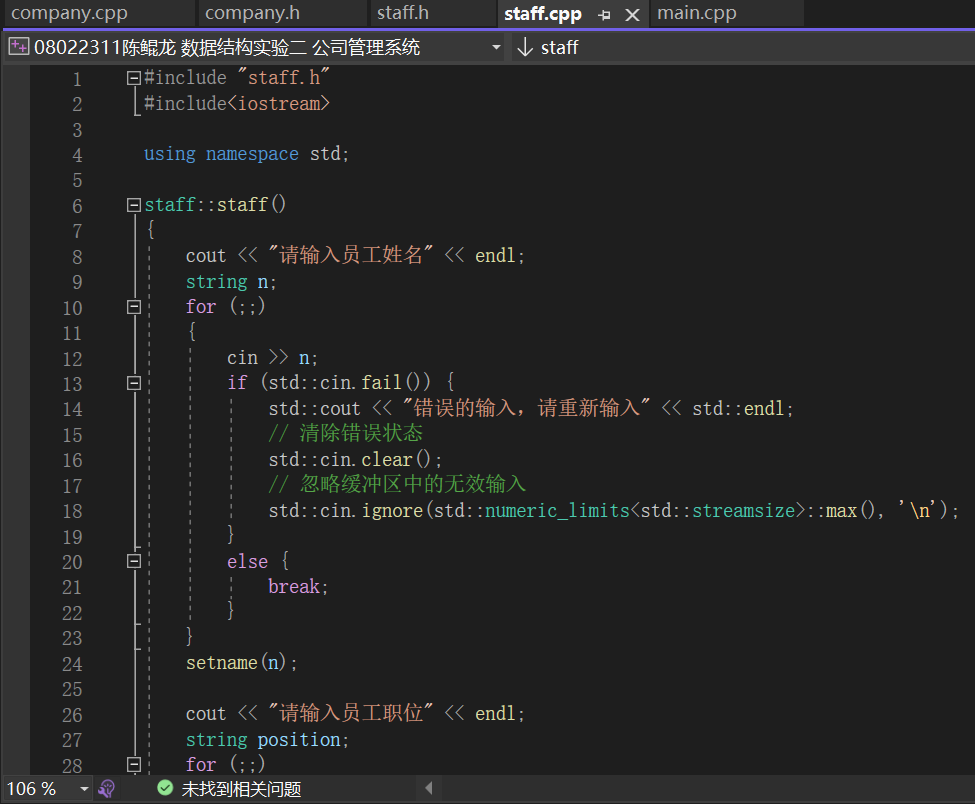 company.cpp company.h staff.h staff.cpp main.cpp
08022311陈鲲龙 数据结构实验二 公司管理系统 staff
1 #include "staff.h"
2 #include<iostream>
3
4 using namespace std;
5
6 staff::staff()
7 {
8 cout << "请输入员工姓名" << endl;
9 string n;
10 for (;;)
11 {
12 cin >> n;
13 if (std::cin.fail()) {
14 std::cout << "错误的输入，请重新输入" << std::endl;
15 // 清除错误状态
16 std::cin.clear();
17 // 忽略缓冲区中的无效输入
18 std::cin.ignore(std::numeric_limits<std::streamsize>::max(), '\n');
19 }
20 else {
21 break;
22 }
23 }
24 setname(n);
25
26 cout << "请输入员工职位" << endl;
27 string position;
28 for (;;)
106 % 未找到相关问题